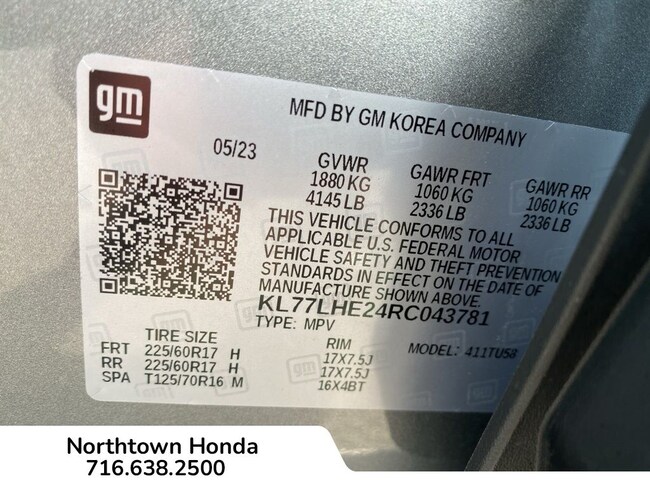 gm
MFD BY GM KOREA COMPANY
05/23
GVWR
1880 KG
4145 LB
GAWR FRT
1060 KG
2336 LB
GAWR RR
1060 KG
2336 LB
THIS VEHICLE CONFORMS TO ALL
APPLICABLE U.S. FEDERAL MOTOR
VEHICLE SAFETY AND THEFT PREVENTION
STANDARDS IN EFFECT ON THE DATE OF
MANUFACTURE SHOWN ABOVE.
KL77LHE24RC043781
TYPE: MPV
MODEL: 411TU58
TIRE SIZE RIM
FRT 225/60R17 H 17X7.5J
RR 225/60R17 H 17X7.5J
SPA T125/70R16 M 16X4BT
Northtown Honda
716.638.2500